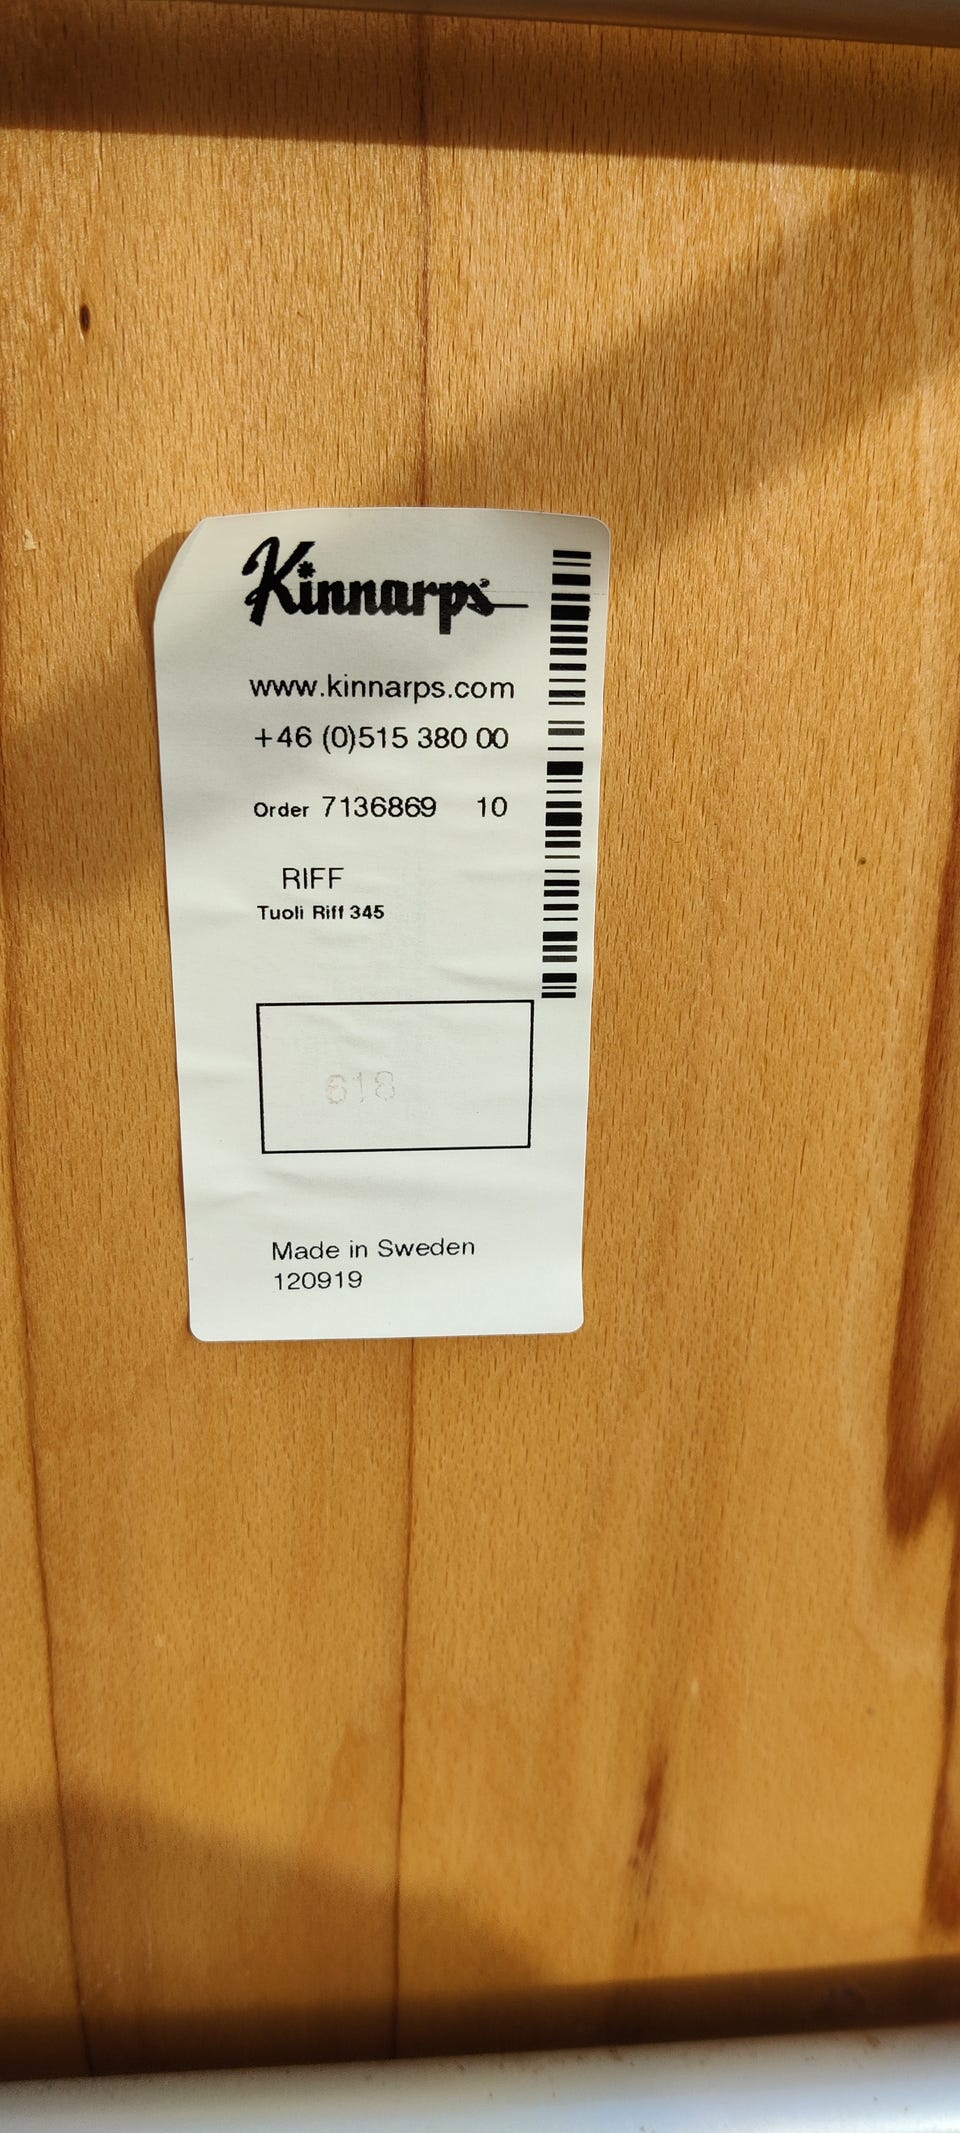 Kinnarps
www.kinnarps.com
+46 (0)515 380 00
Order 7136869 10
RIFF
Tuoli Riff 345
618
Made in Sweden
120919